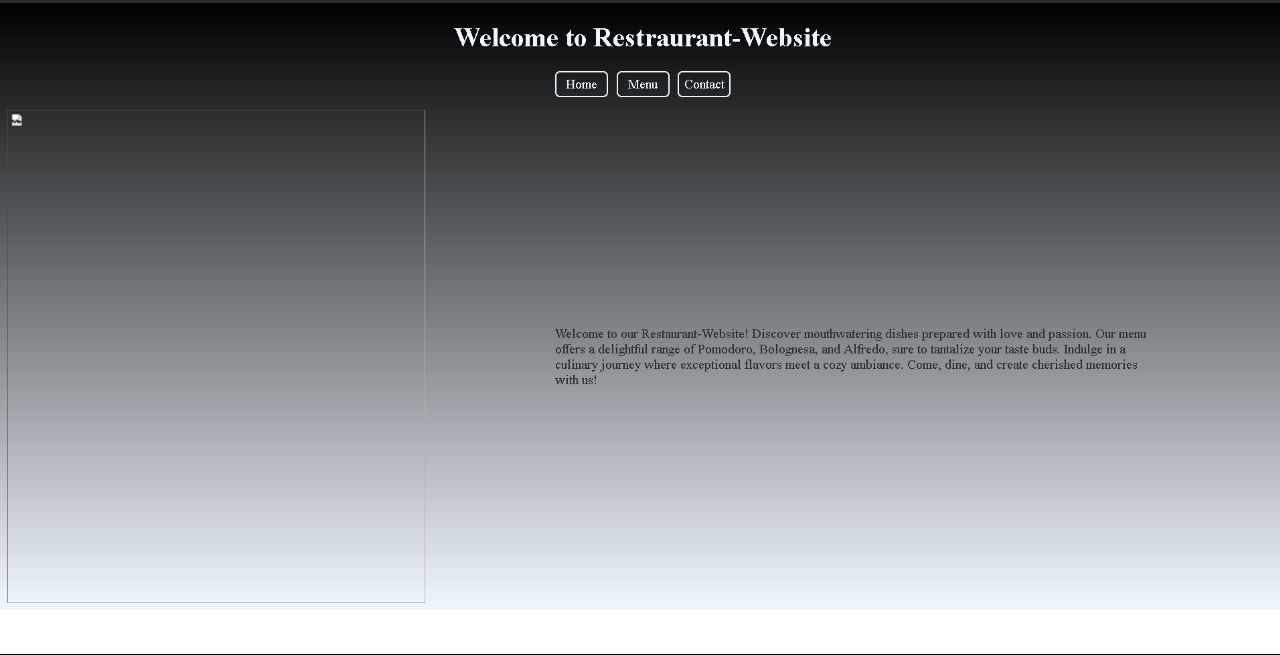 Welcome to Restraurant-Website
Home Menu Contact
Welcome to our Restaurant-Website! Discover mouthwatering dishes prepared with love and passion. Our menu
offers a delightful range of Pomodoro, Bolognesa, and Alfredo, sure to tantalize your taste buds. Indulge in a
culinary journey where exceptional flavors meet a cozy ambiance. Come, dine, and create cherished memories
with us!